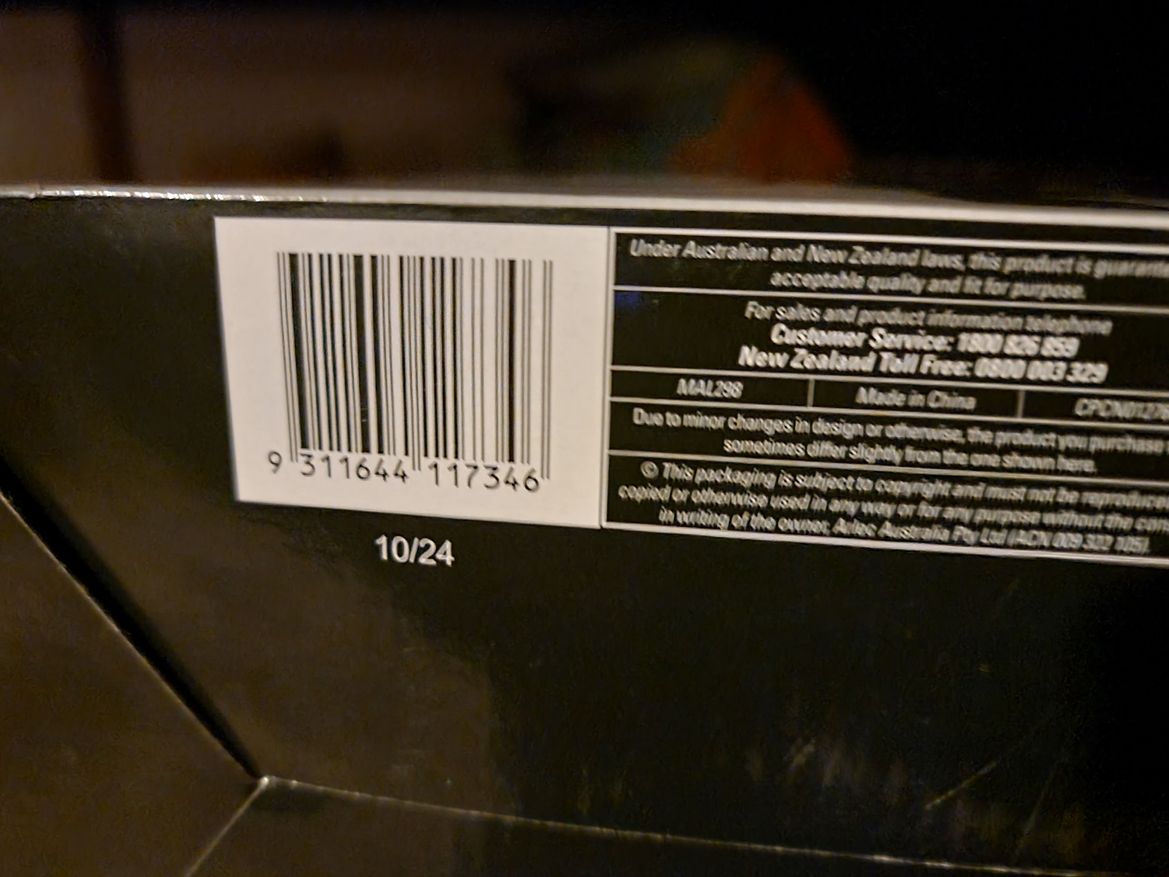 9 311644 117346
10/24
Under Australian and New Zealand laws, this product is
acceptable quality and fit for purpose.
For sales and product information telephone
Customer Service: 1800 826 859
New Zealand Toll Free: 0800 003 329
MAL298
Made in China
Due to minor changes in design or otherwise, the product you purchase
sometimes differ slightly from the one shown here.
© This packaging is subject to copyright and must not be
copied or otherwise used in any way or for any purpose without the
in writing of the owner, Arlec Australia Pty Ltd (ACN 009 322 105).